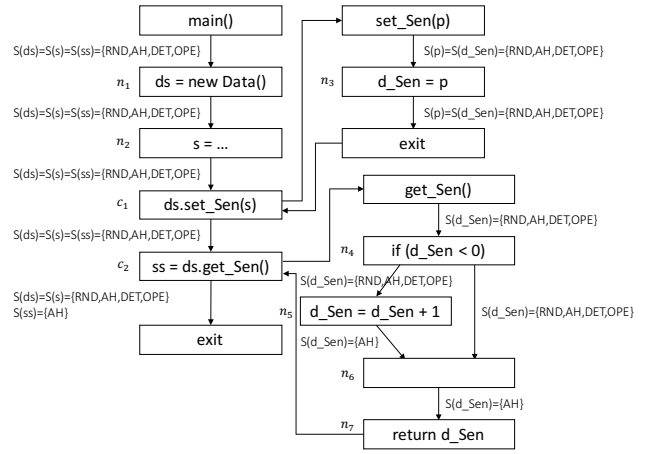 main()
S(ds)=S(s)=S(ss)={RND,AH,DET,OPE}
n₁ ds = new Data()
S(ds)=S(s)=S(ss)={RND,AH,DET,OPE}
n₂ s = ...
S(ds)=S(s)=S(ss)={RND,AH,DET,OPE}
c₁ ds.set_Sen(s)
S(ds)=S(s)=S(ss)={RND,AH,DET,OPE}
c₂ ss = ds.get_Sen()
S(ds)=S(s)={RND,AH,DET,OPE}
S(ss)={AH}
exit
set_Sen(p)
S(p)=S(d_Sen)={RND,AH,DET,OPE}
n₃ d_Sen = p
S(p)=S(d_Sen)={RND,AH,DET,OPE}
exit
get_Sen()
S(d_Sen)={RND,AH,DET,OPE}
n₄ if (d_Sen < 0)
S(d_Sen)={RND,AH,DET,OPE}
n₅ d_Sen = d_Sen + 1
S(d_Sen)={RND,AH,DET,OPE}
S(d_Sen)={AH}
n₆
S(d_Sen)={AH}
n₇ return d_Sen